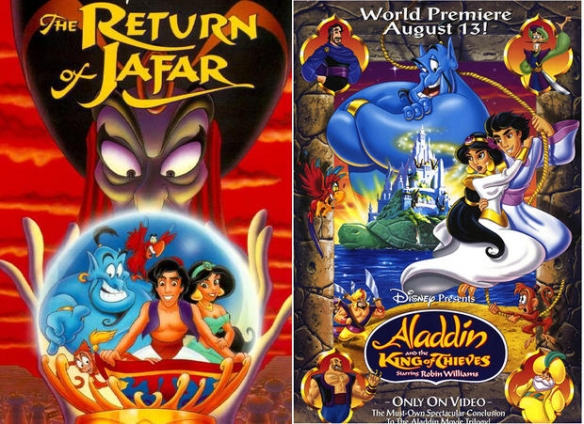 The RETURN
of JAFAR
World Premiere
August 13!
Disney Presents
Aladdin
and the
KING of THIEVES
Starring Robin Williams
- ONLY ON VIDEO -
The Must-Own Spectacular Conclusion
To The Aladdin Movie Trilogy!